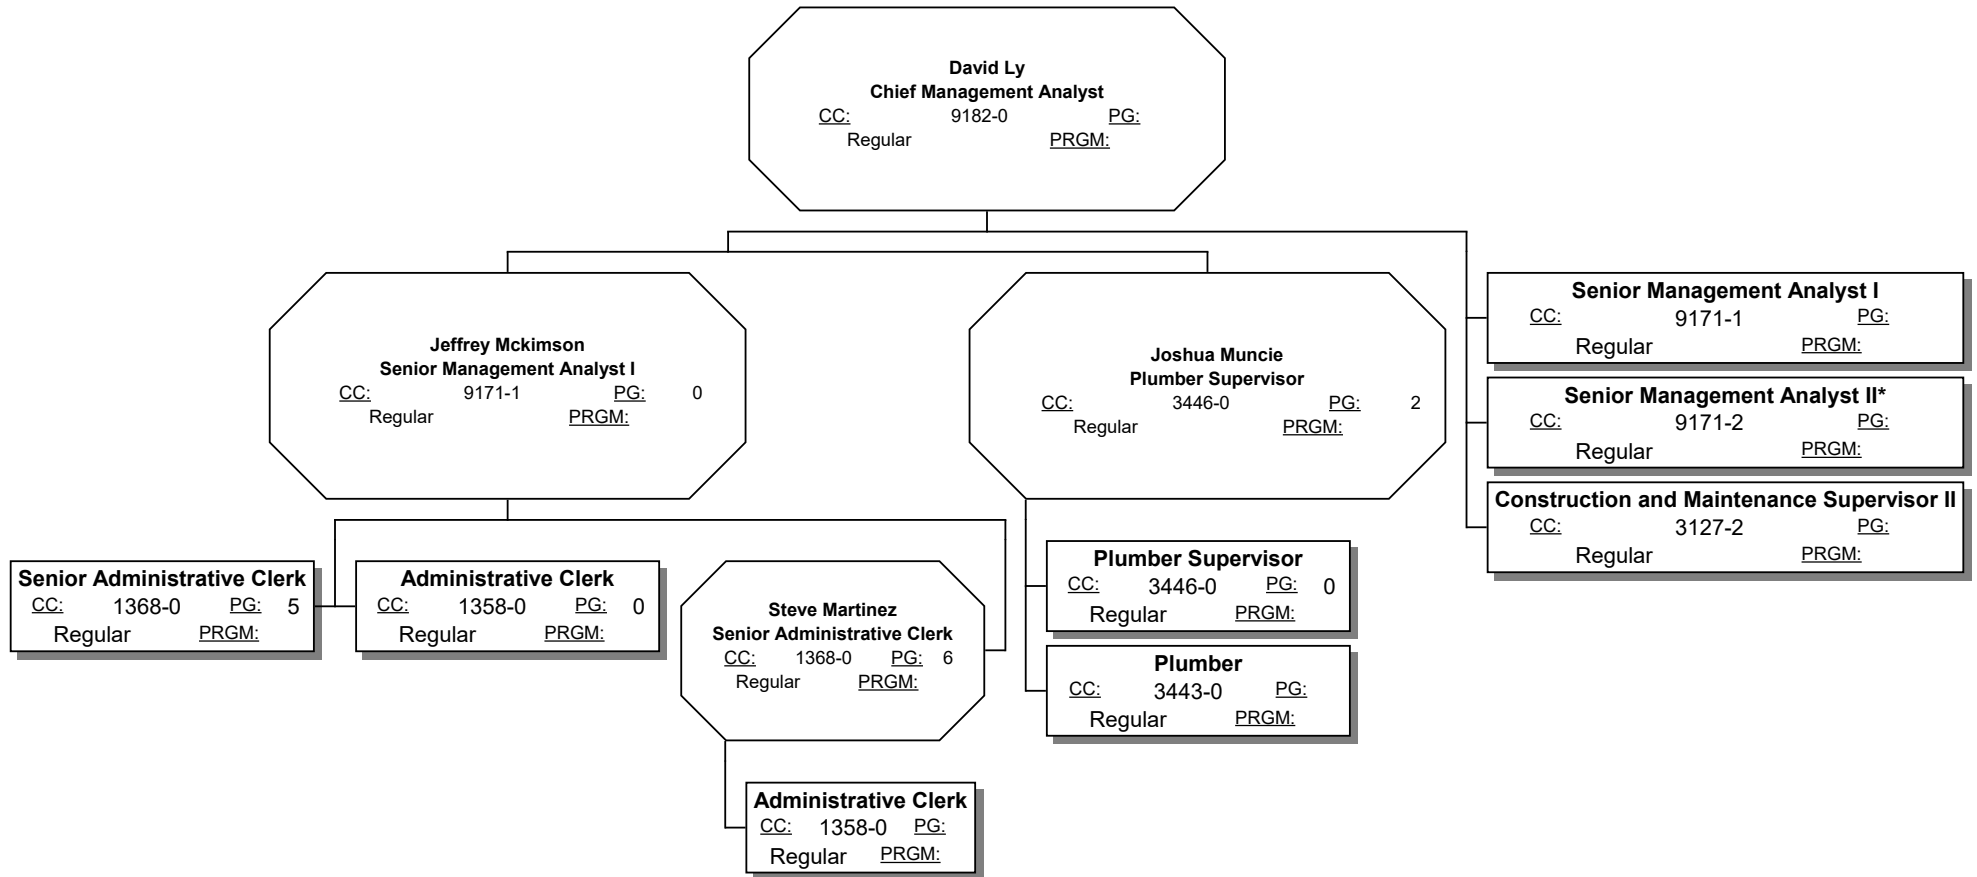 David Ly
Chief Management Analyst
CC: 9182-0 PG:
Regular PRGM:
Jeffrey Mckimson
Senior Management Analyst I
CC: 9171-1 PG: 0
Regular PRGM:
Joshua Muncie
Plumber Supervisor
CC: 3446-0 PG: 2
Regular PRGM:
Senior Management Analyst I
CC: 9171-1 PG:
Regular PRGM:
Senior Management Analyst II*
CC: 9171-2 PG:
Regular PRGM:
Construction and Maintenance Supervisor II
CC: 3127-2 PG:
Regular PRGM:
Senior Administrative Clerk
CC: 1368-0 PG: 5
Regular PRGM:
Administrative Clerk
CC: 1358-0 PG: 0
Regular PRGM:
Steve Martinez
Senior Administrative Clerk
CC: 1368-0 PG: 6
Regular PRGM:
Plumber Supervisor
CC: 3446-0 PG: 0
Regular PRGM:
Plumber
CC: 3443-0 PG:
Regular PRGM:
Administrative Clerk
CC: 1358-0 PG:
Regular PRGM: